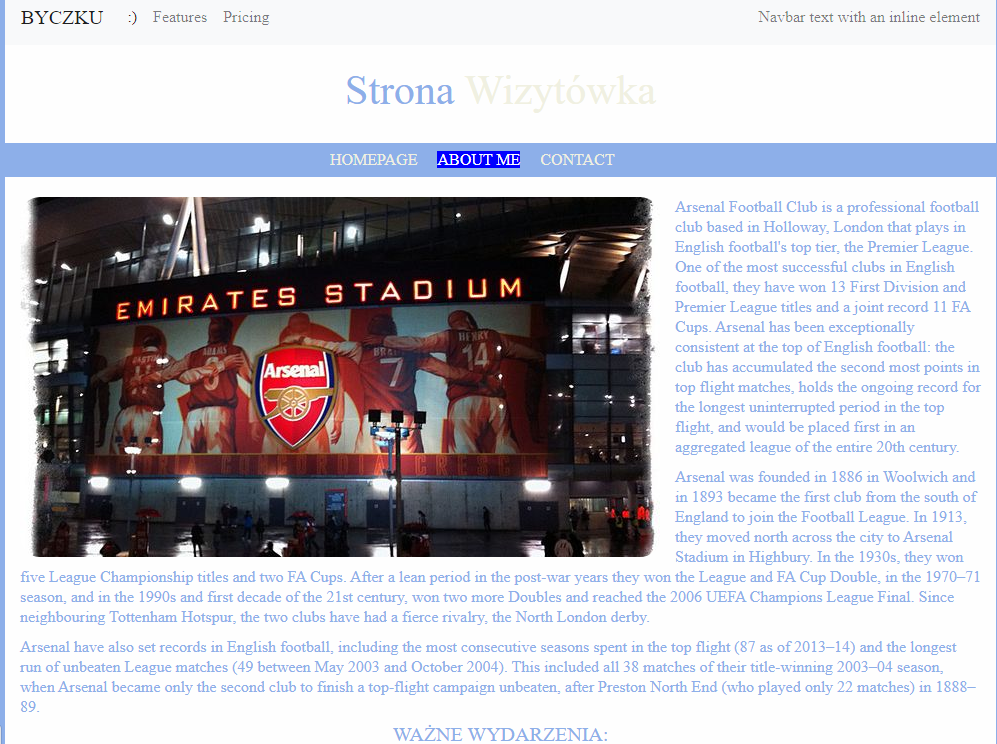 BYCZKU :) Features Pricing Navbar text with an inline element
Strona Wizytówka
HOMEPAGE ABOUT ME CONTACT
EMIRATES STADIUM
ADAMS
6
BRA
7
HENRY
14
Arsenal
Arsenal Football Club is a professional football
club based in Holloway, London that plays in
English football's top tier, the Premier League.
One of the most successful clubs in English
football, they have won 13 First Division and
Premier League titles and a joint record 11 FA
Cups. Arsenal has been exceptionally
consistent at the top of English football: the
club has accumulated the second most points in
top flight matches, holds the ongoing record for
the longest uninterrupted period in the top
flight, and would be placed first in an
aggregated league of the entire 20th century.
Arsenal was founded in 1886 in Woolwich and
in 1893 became the first club from the south of
England to join the Football League. In 1913,
they moved north across the city to Arsenal
Stadium in Highbury. In the 1930s, they won
five League Championship titles and two FA Cups. After a lean period in the post-war years they won the League and FA Cup Double, in the 1970–71
season, and in the 1990s and first decade of the 21st century, won two more Doubles and reached the 2006 UEFA Champions League Final. Since
neighbouring Tottenham Hotspur, the two clubs have had a fierce rivalry, the North London derby.
Arsenal have also set records in English football, including the most consecutive seasons spent in the top flight (87 as of 2013–14) and the longest
run of unbeaten League matches (49 between May 2003 and October 2004). This included all 38 matches of their title-winning 2003–04 season,
when Arsenal became only the second club to finish a top-flight campaign unbeaten, after Preston North End (who played only 22 matches) in 1888–
89.
WAŻNE WYDARZENIA: